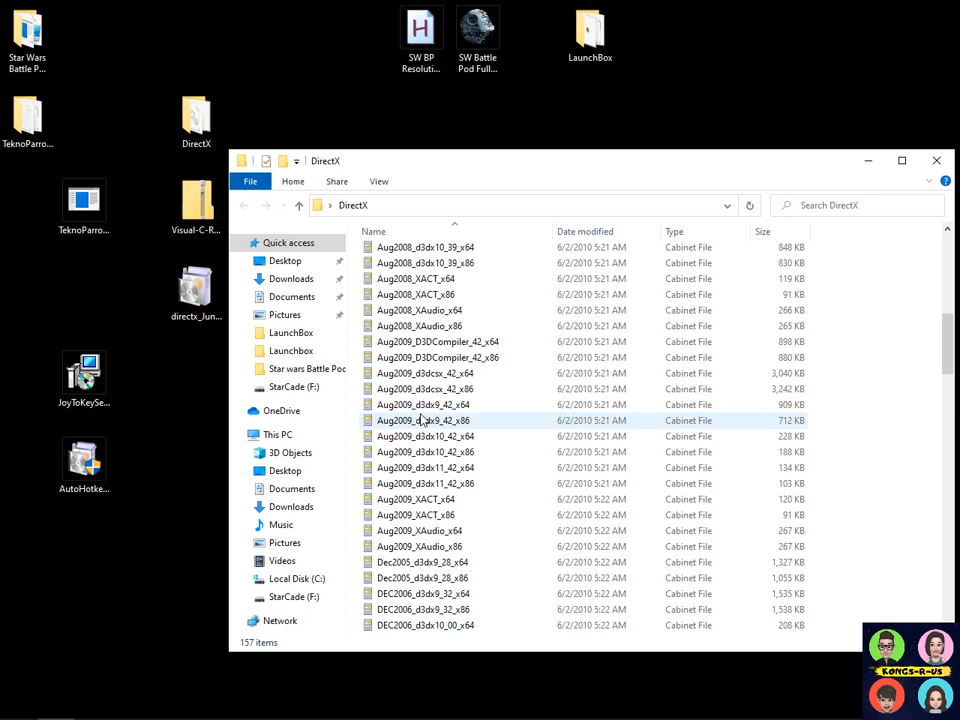 Star Wars
Battle P...
SW BP
Resoluti...
SW Battle
Pod Full...
LaunchBox
TeknoParro...
DirectX
TeknoParro...
Visual-C-R...
directx_Jun...
JoyToKeySe...
AutoHotke...
DirectX
File Home Share View
DirectX
Search DirectX
Name Date modified Type Size
Quick access
Desktop
Downloads
Documents
Pictures
LaunchBox
Launchbox
Star wars Battle Pod
StarCade (F:)
OneDrive
This PC
3D Objects
Desktop
Documents
Downloads
Music
Pictures
Videos
Local Disk (C:)
StarCade (F:)
Network
Aug2008_d3dx10_39_x64 6/2/2010 5:21 AM Cabinet File 848 KB
Aug2008_d3dx10_39_x86 6/2/2010 5:21 AM Cabinet File 830 KB
Aug2008_XACT_x64 6/2/2010 5:21 AM Cabinet File 119 KB
Aug2008_XACT_x86 6/2/2010 5:21 AM Cabinet File 91 KB
Aug2008_XAudio_x64 6/2/2010 5:21 AM Cabinet File 266 KB
Aug2008_XAudio_x86 6/2/2010 5:21 AM Cabinet File 265 KB
Aug2009_D3DCompiler_42_x64 6/2/2010 5:21 AM Cabinet File 898 KB
Aug2009_D3DCompiler_42_x86 6/2/2010 5:21 AM Cabinet File 880 KB
Aug2009_d3dcsx_42_x64 6/2/2010 5:21 AM Cabinet File 3,040 KB
Aug2009_d3dcsx_42_x86 6/2/2010 5:21 AM Cabinet File 3,242 KB
Aug2009_d3dx9_42_x64 6/2/2010 5:21 AM Cabinet File 909 KB
Aug2009_d3dx9_42_x86 6/2/2010 5:21 AM Cabinet File 712 KB
Aug2009_d3dx10_42_x64 6/2/2010 5:21 AM Cabinet File 228 KB
Aug2009_d3dx10_42_x86 6/2/2010 5:21 AM Cabinet File 188 KB
Aug2009_d3dx11_42_x64 6/2/2010 5:21 AM Cabinet File 134 KB
Aug2009_d3dx11_42_x86 6/2/2010 5:21 AM Cabinet File 103 KB
Aug2009_XACT_x64 6/2/2010 5:22 AM Cabinet File 120 KB
Aug2009_XACT_x86 6/2/2010 5:22 AM Cabinet File 91 KB
Aug2009_XAudio_x64 6/2/2010 5:22 AM Cabinet File 267 KB
Aug2009_XAudio_x86 6/2/2010 5:22 AM Cabinet File 267 KB
Dec2005_d3dx9_28_x64 6/2/2010 5:22 AM Cabinet File 1,327 KB
Dec2005_d3dx9_28_x86 6/2/2010 5:22 AM Cabinet File 1,055 KB
DEC2006_d3dx9_32_x64 6/2/2010 5:22 AM Cabinet File 1,535 KB
DEC2006_d3dx9_32_x86 6/2/2010 5:22 AM Cabinet File 1,538 KB
DEC2006_d3dx10_00_x64 6/2/2010 5:22 AM Cabinet File 208 KB
157 items
KONGS-R-US